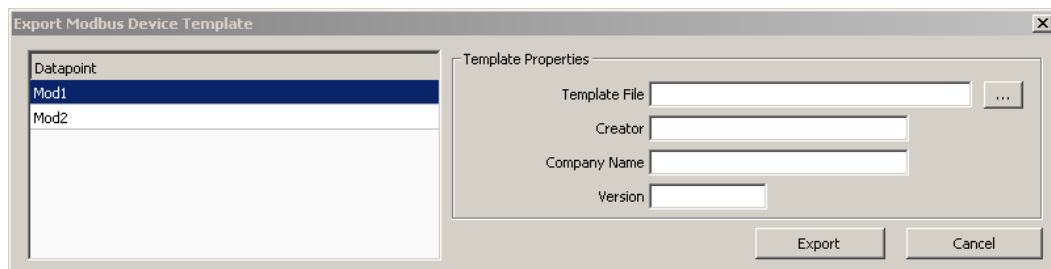 Export Modbus Device Template
Datapoint
Mod1
Mod2
Template Properties
Template File
...
Creator
Company Name
Version
Export
Cancel